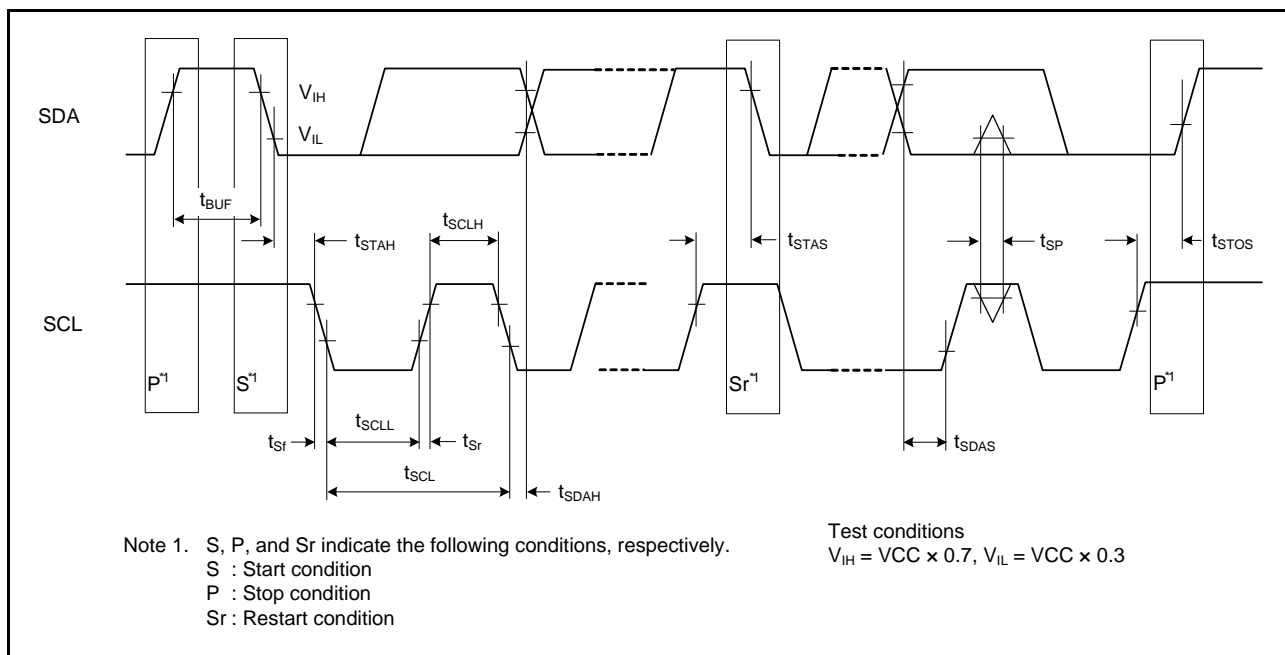 SDA
V_IH
V_IL
t_BUF
t_STAH
t_SCLH
t_STAS
t_SP
t_STOS
SCL
P*1
S*1
Sr*1
P*1
t_Sf
t_SCLL
t_Sr
t_SDAS
t_SCL
t_SDAH
Note 1. S, P, and Sr indicate the following conditions, respectively.
S : Start condition
P : Stop condition
Sr : Restart condition
Test conditions
V_IH = VCC × 0.7, V_IL = VCC × 0.3